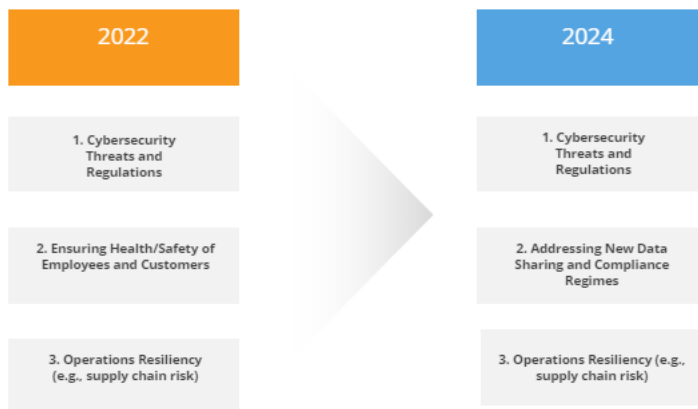 2022
1. Cybersecurity
Threats and
Regulations
2. Ensuring Health/Safety of
Employees and Customers
3. Operations Resiliency
(e.g., supply chain risk)
2024
1. Cybersecurity
Threats and
Regulations
2. Addressing New Data
Sharing and Compliance
Regimes
3. Operations Resiliency (e.g.,
supply chain risk)